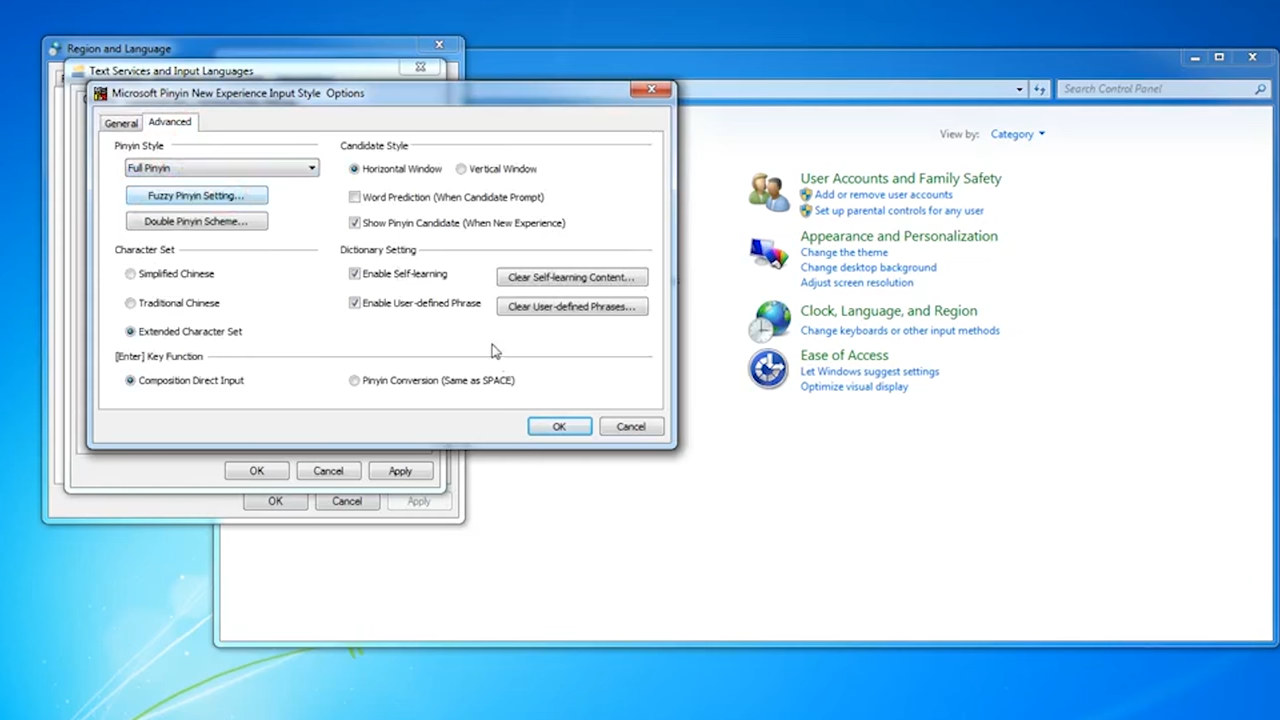 Region and Language
Text Services and Input Languages
Microsoft Pinyin New Experience Input Style Options
General
Advanced
Pinyin Style
Full Pinyin
Fuzzy Pinyin Setting...
Double Pinyin Scheme...
Candidate Style
Horizontal Window
Vertical Window
Word Prediction (When Candidate Prompt)
Show Pinyin Candidate (When New Experience)
Character Set
Simplified Chinese
Traditional Chinese
Extended Character Set
Dictionary Setting
Enable Self-learning
Clear Self-learning Content...
Enable User-defined Phrase
Clear User-defined Phrases...
[Enter] Key Function
Composition Direct Input
Pinyin Conversion (Same as SPACE)
OK
Cancel
OK
Cancel
Apply
OK
Cancel
Apply
Search Control Panel
View by:
Category
User Accounts and Family Safety
Add or remove user accounts
Set up parental controls for any user
Appearance and Personalization
Change the theme
Change desktop background
Adjust screen resolution
Clock, Language, and Region
Change keyboards or other input methods
Ease of Access
Let Windows suggest settings
Optimize visual display